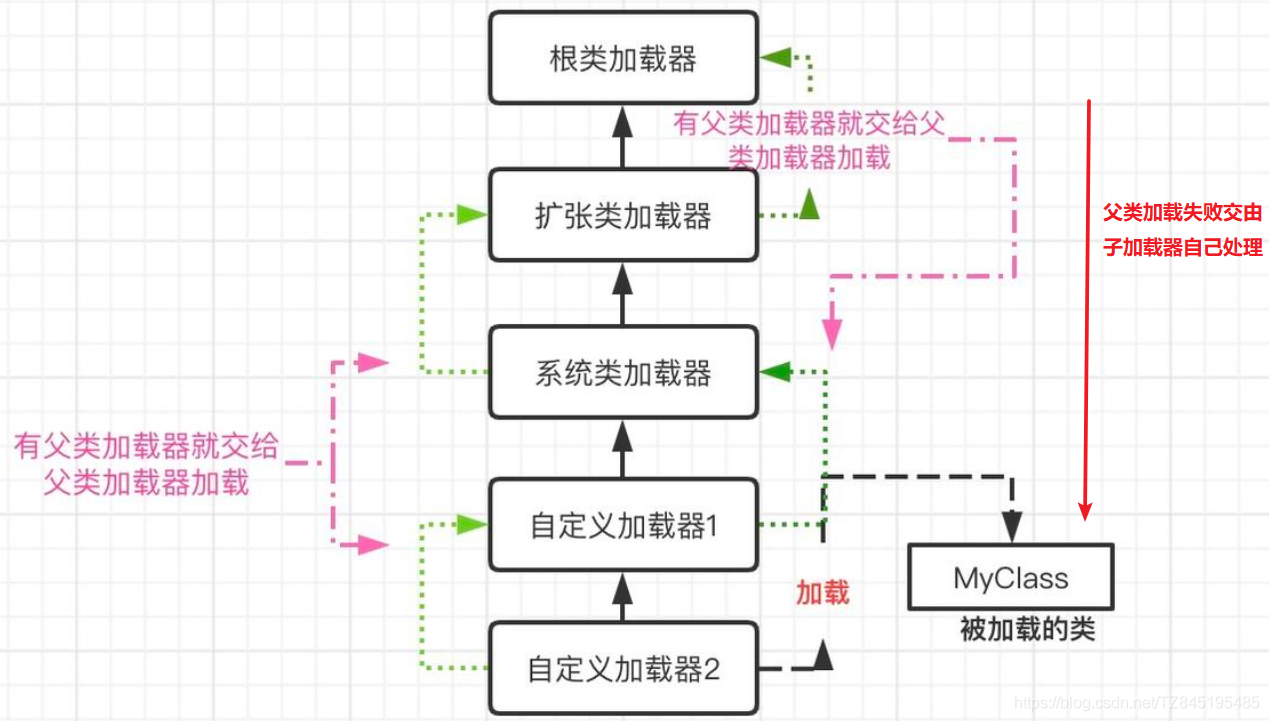 根类加载器
有父类加载器就交给父
类加载器加载
扩张类加载器
父类加载失败交由
子加载器自己处理
系统类加载器
有父类加载器就交给
父类加载器加载
自定义加载器1
加载
MyClass
被加载的类
自定义加载器2
https://blog.csdn.net/TZ845195485